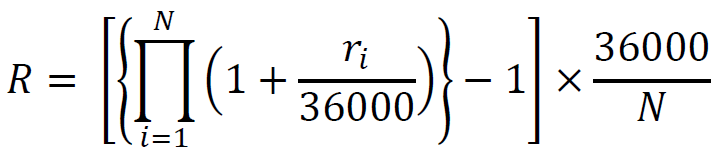 R = [{∏_{i=1}^{N} (1 + r_i/36000)} − 1] × 36000/N